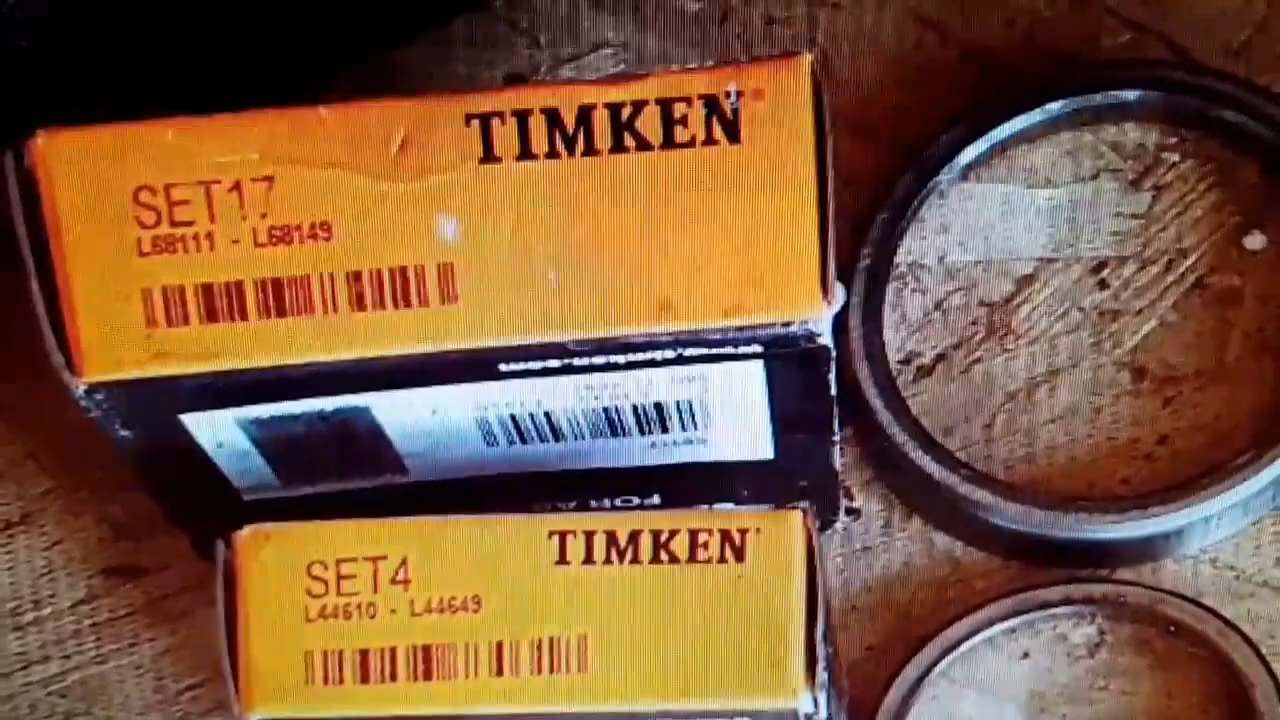 TIMKEN
SET17
L68111 - L68149
TIMKEN
SET4
L44610 - L44649